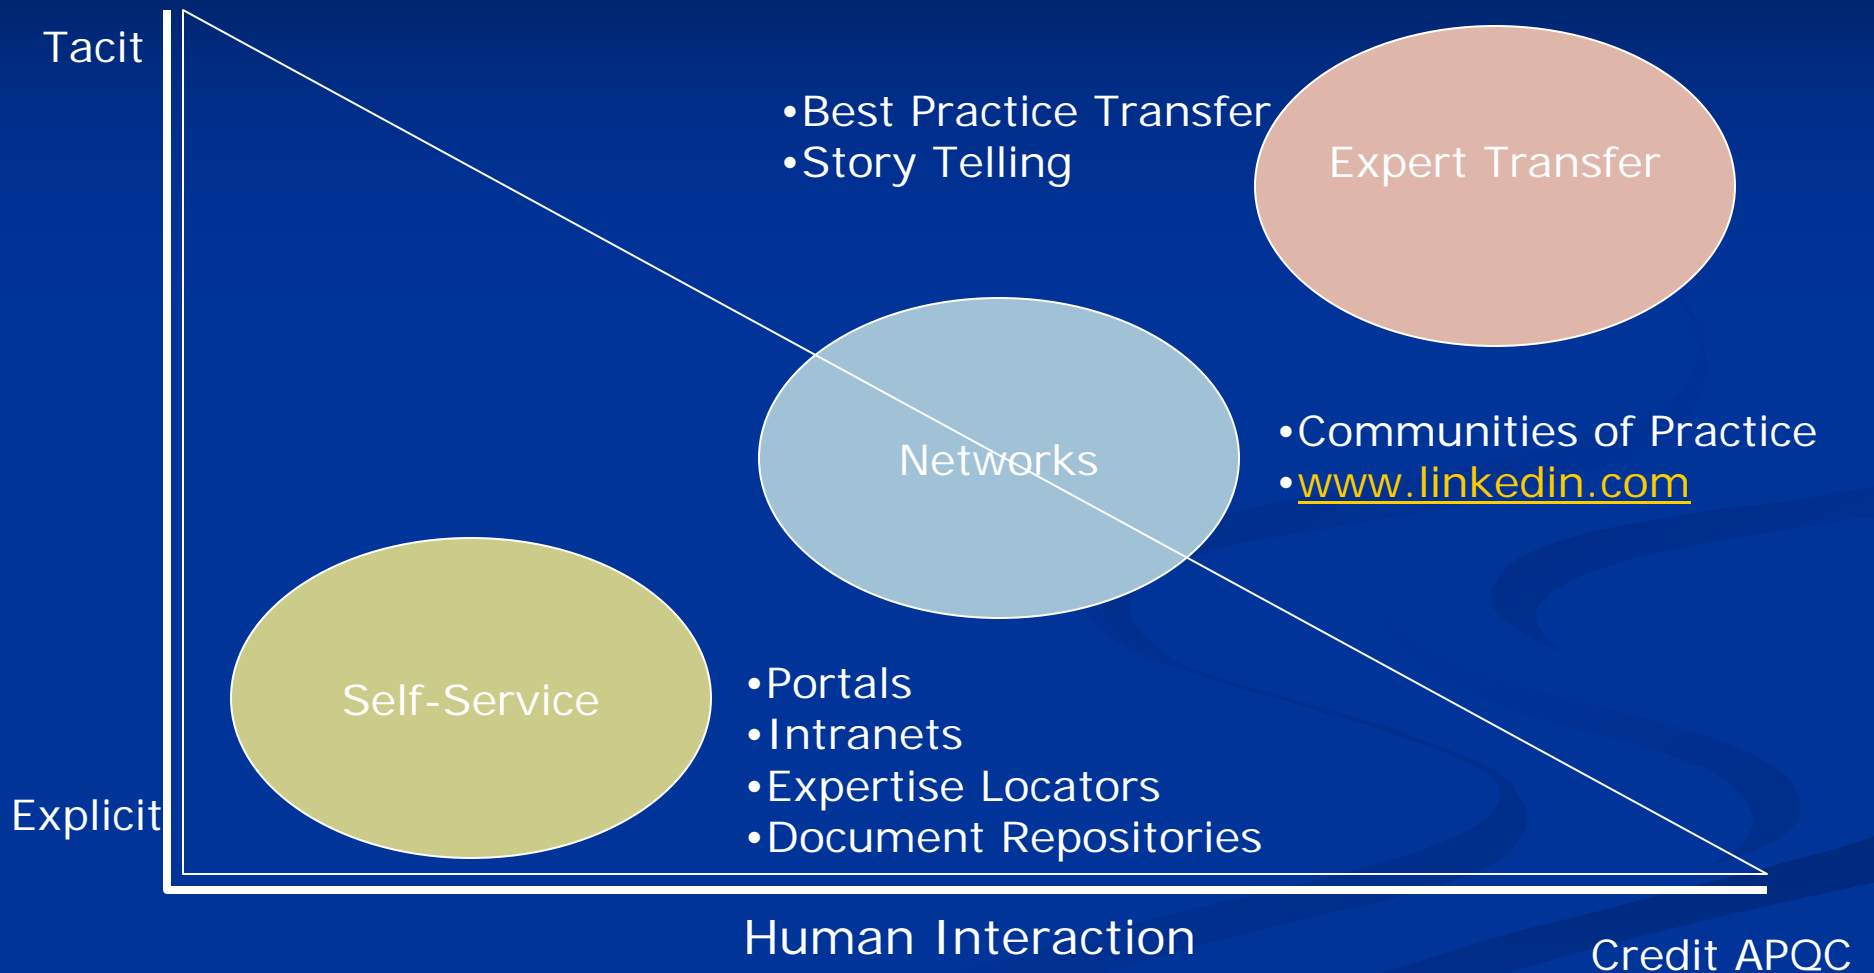 Tacit
•Best Practice Transfer
•Story Telling
Expert Transfer
Networks
•Communities of Practice
•www.linkedin.com
Self-Service
•Portals
•Intranets
•Expertise Locators
•Document Repositories
Explicit
Human Interaction
Credit APQC